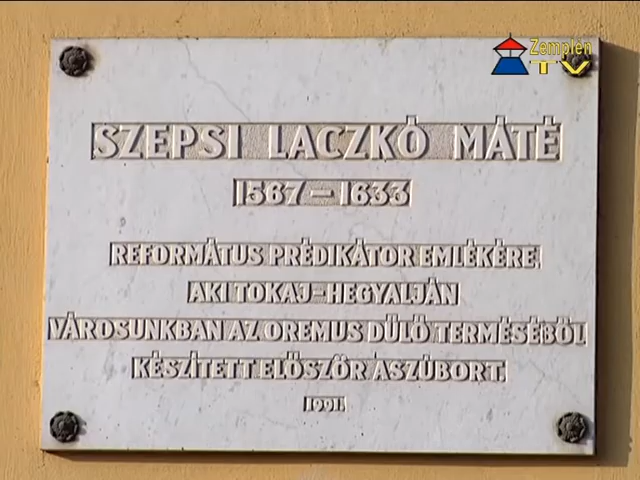 Zemplén
TV
SZEPSI LACZKÓ MÁTÉ
1567 – 1633
REFORMÁTUS PRÉDIKÁTOR EMLÉKÉRE,
AKI TOKAJ-HEGYALJÁN
VÁROSUNKBAN AZ OREMUS DÜLŐ TERMÉSÉBŐL
KÉSZÍTETT ELŐSZÖR ASZÚBORT.
1991.